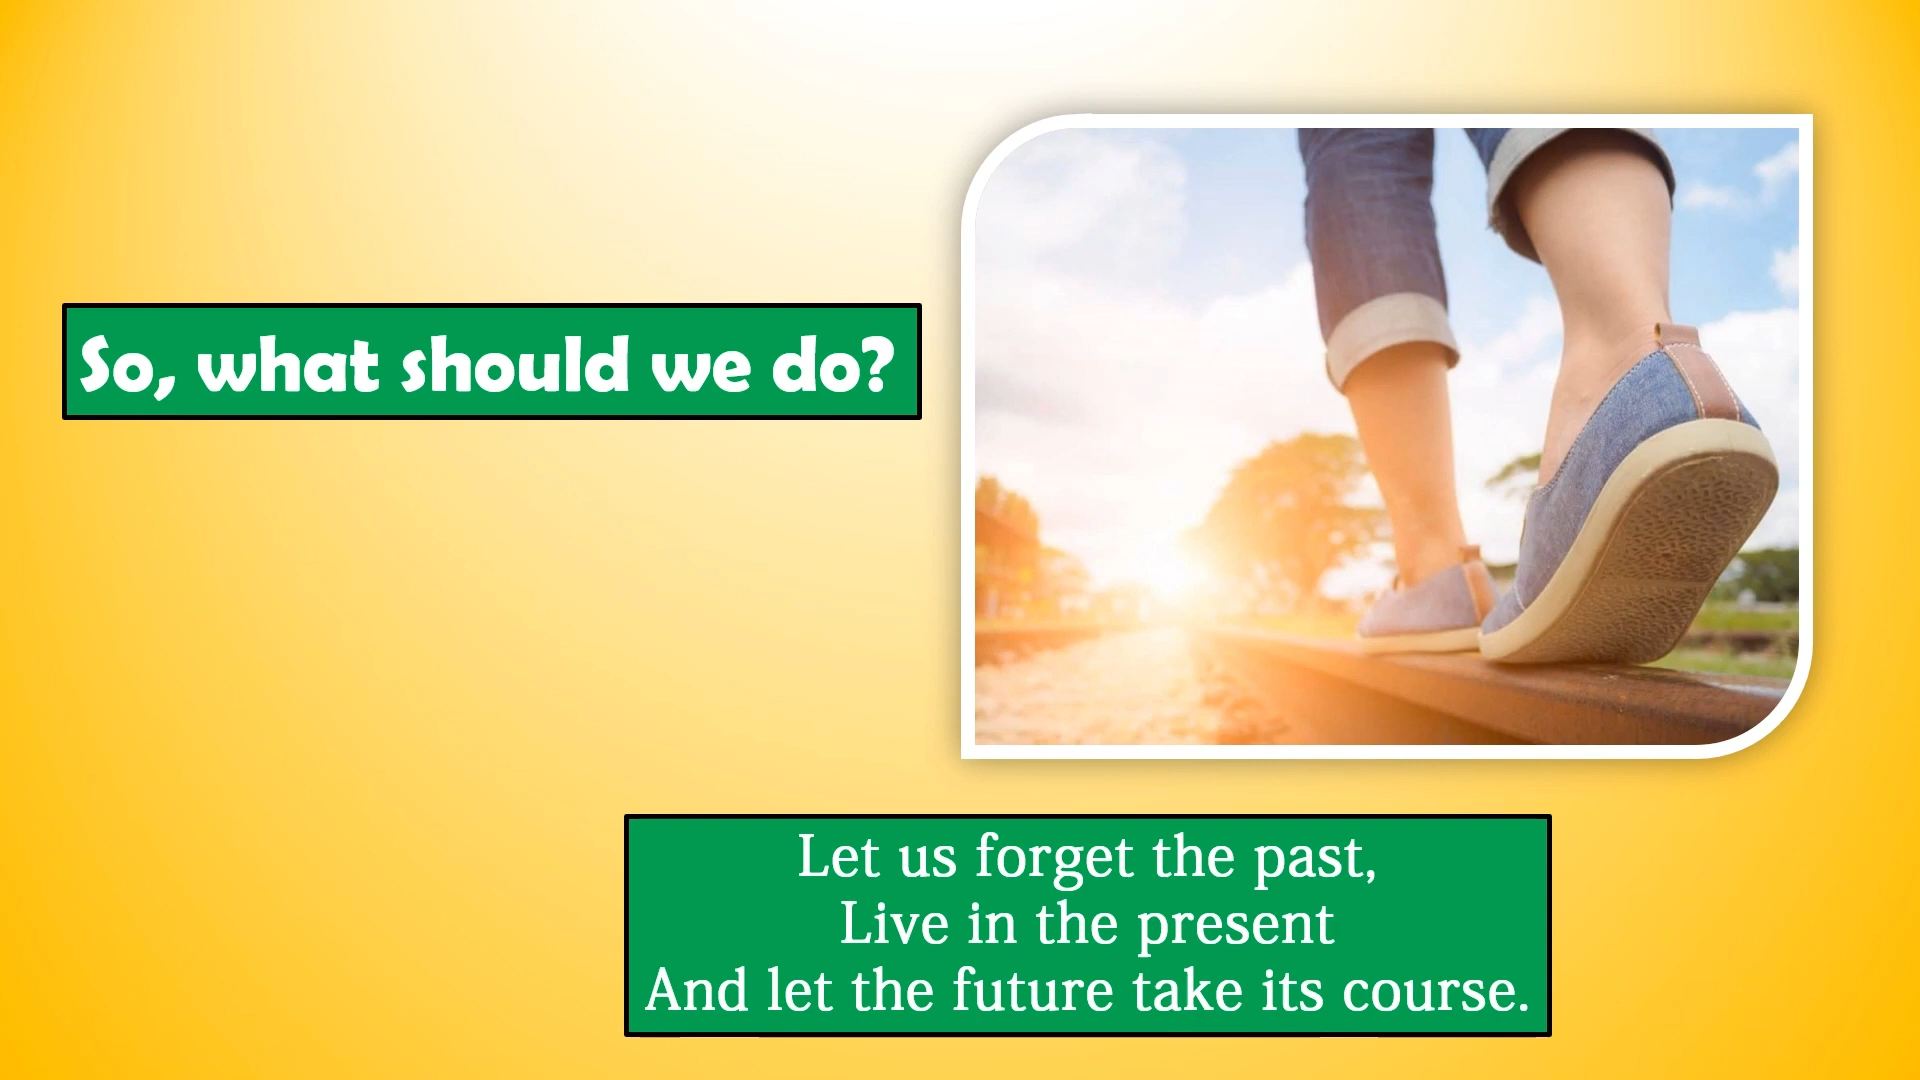 So, what should we do?
Let us forget the past,
Live in the present
And let the future take its course.